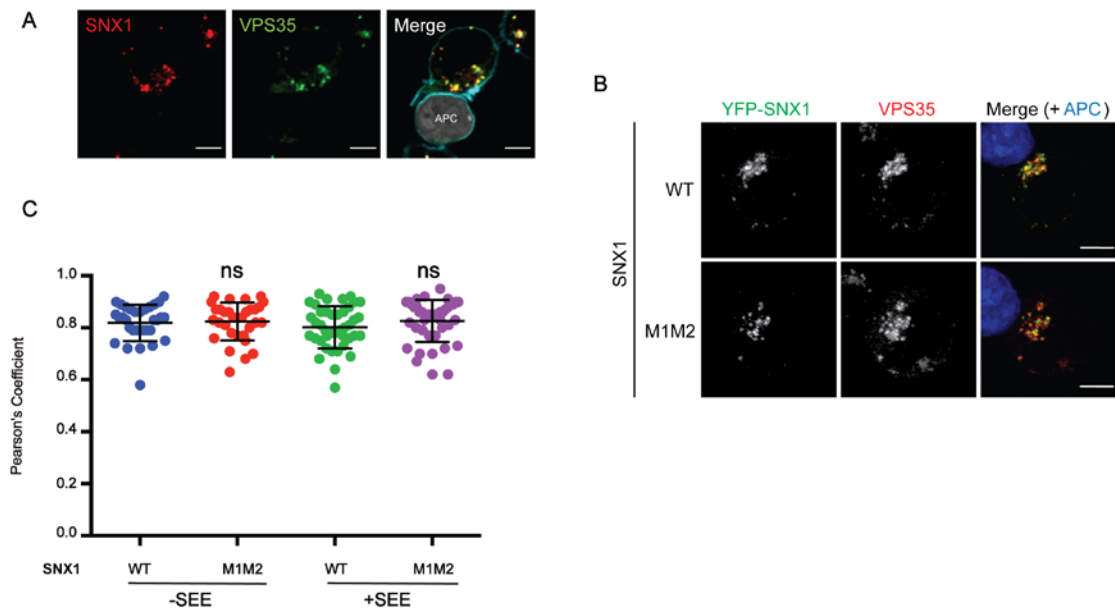 A
SNX1
VPS35
Merge
APC
B
YFP-SNX1
VPS35
Merge (+ APC)
SNX1
WT
M1M2
C
ns
ns
Pearson's Coefficient
1.0
0.8
0.6
0.4
0.2
0.0
SNX1
WT
M1M2
WT
M1M2
-SEE
+SEE